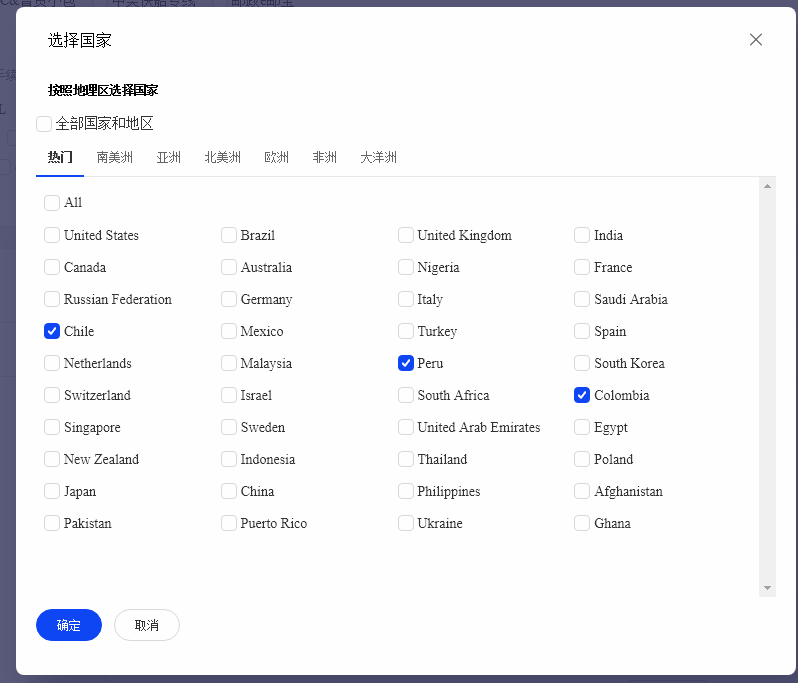 选择国家
按照地理区选择国家
全部国家和地区
热门 南美洲 亚洲 北美洲 欧洲 非洲 大洋洲
All
United States Brazil United Kingdom India
Canada Australia Nigeria France
Russian Federation Germany Italy Saudi Arabia
Chile Mexico Turkey Spain
Netherlands Malaysia Peru South Korea
Switzerland Israel South Africa Colombia
Singapore Sweden United Arab Emirates Egypt
New Zealand Indonesia Thailand Poland
Japan China Philippines Afghanistan
Pakistan Puerto Rico Ukraine Ghana
确定 取消